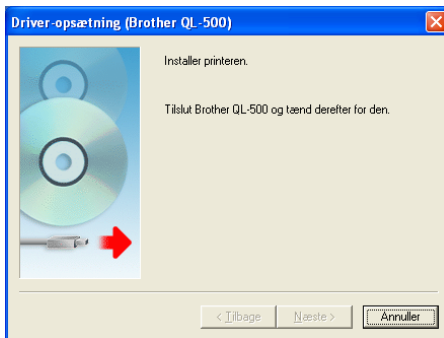 Driver-opsætning (Brother QL-500)
Installer printeren.
Tilslut Brother QL-500 og tænd derefter for den.
< Tilbage
Næste >
Annuller